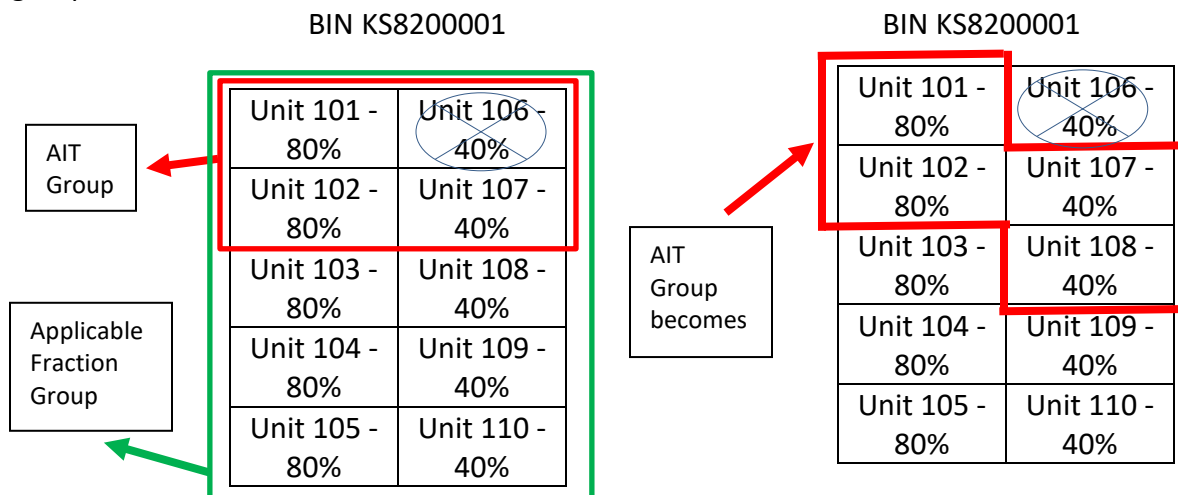 BIN KS8200001
AIT
Group
Applicable
Fraction
Group
Unit 101 -
80%
Unit 106 -
40%
Unit 102 -
80%
Unit 107 -
40%
Unit 103 -
80%
Unit 108 -
40%
Unit 104 -
80%
Unit 109 -
40%
Unit 105 -
80%
Unit 110 -
40%
BIN KS8200001
AIT
Group
becomes
Unit 101 -
80%
Unit 106 -
40%
Unit 102 -
80%
Unit 107 -
40%
Unit 103 -
80%
Unit 108 -
40%
Unit 104 -
80%
Unit 109 -
40%
Unit 105 -
80%
Unit 110 -
40%